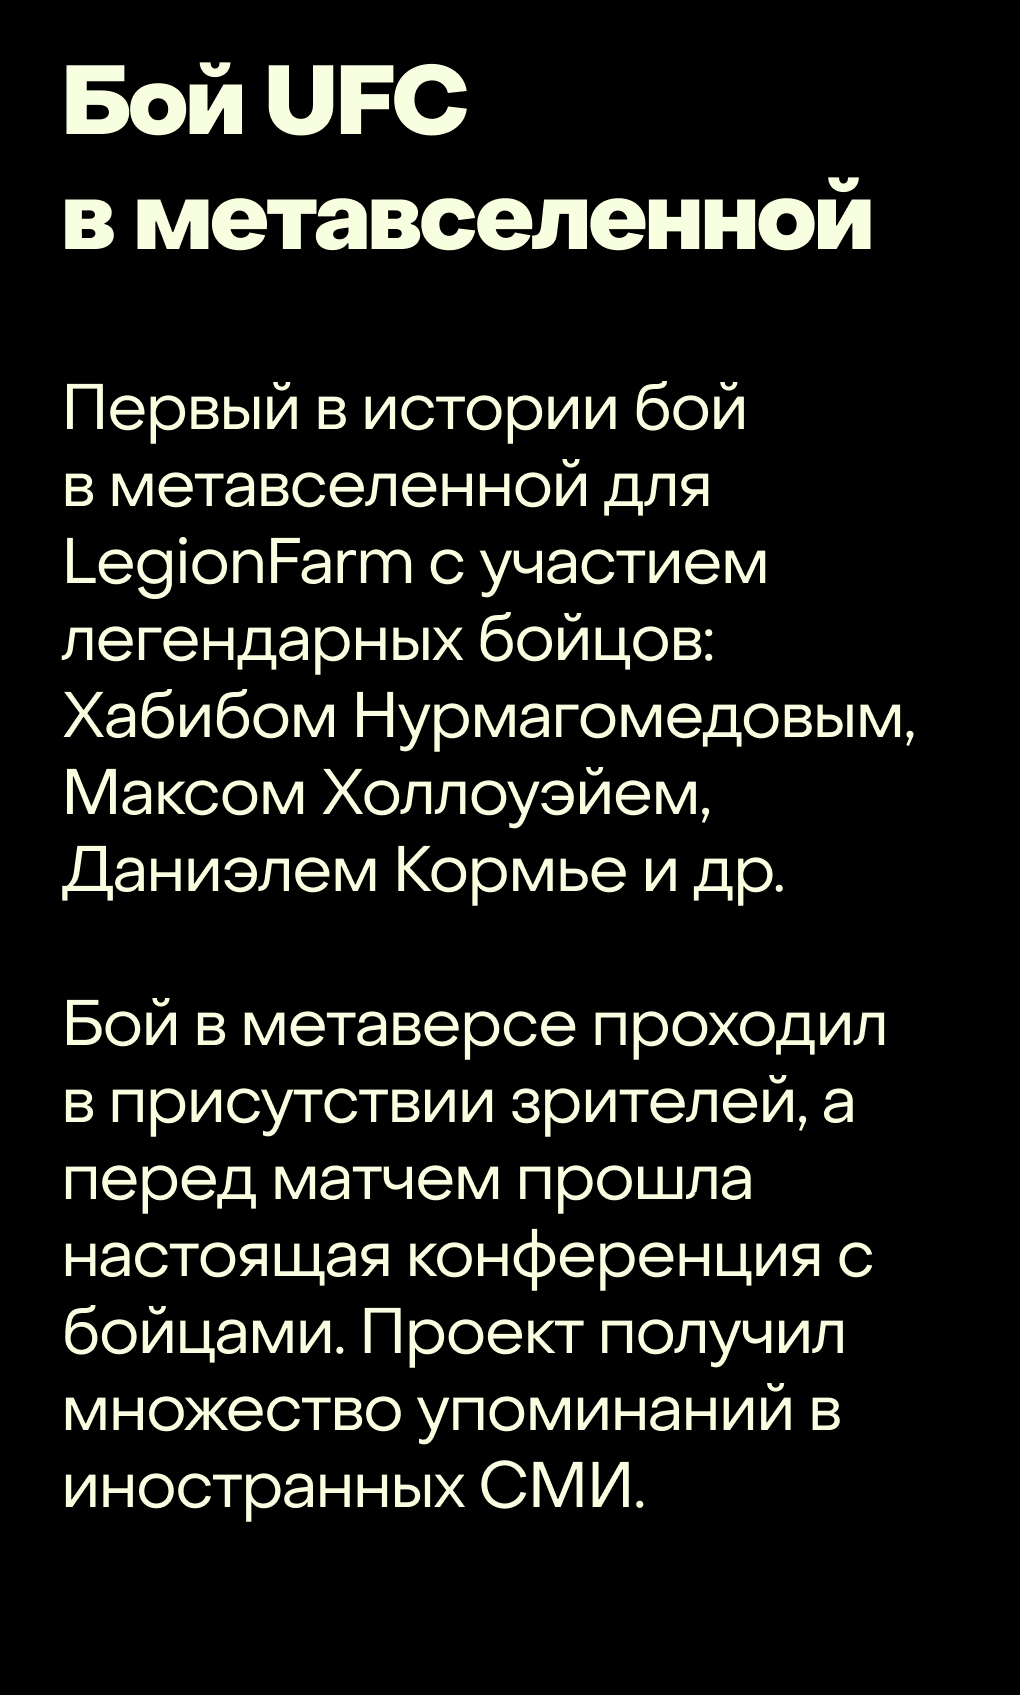 Бой UFC
в метавселенной
Первый в истории бой
в метавселенной для
LegionFarm с участием
легендарных бойцов:
Хабибом Нурмагомедовым,
Максом Холлоуэйем,
Даниэлем Кормье и др.
Бой в метаверсе проходил
в присутствии зрителей, а
перед матчем прошла
настоящая конференция с
бойцами. Проект получил
множество упоминаний в
иностранных СМИ.